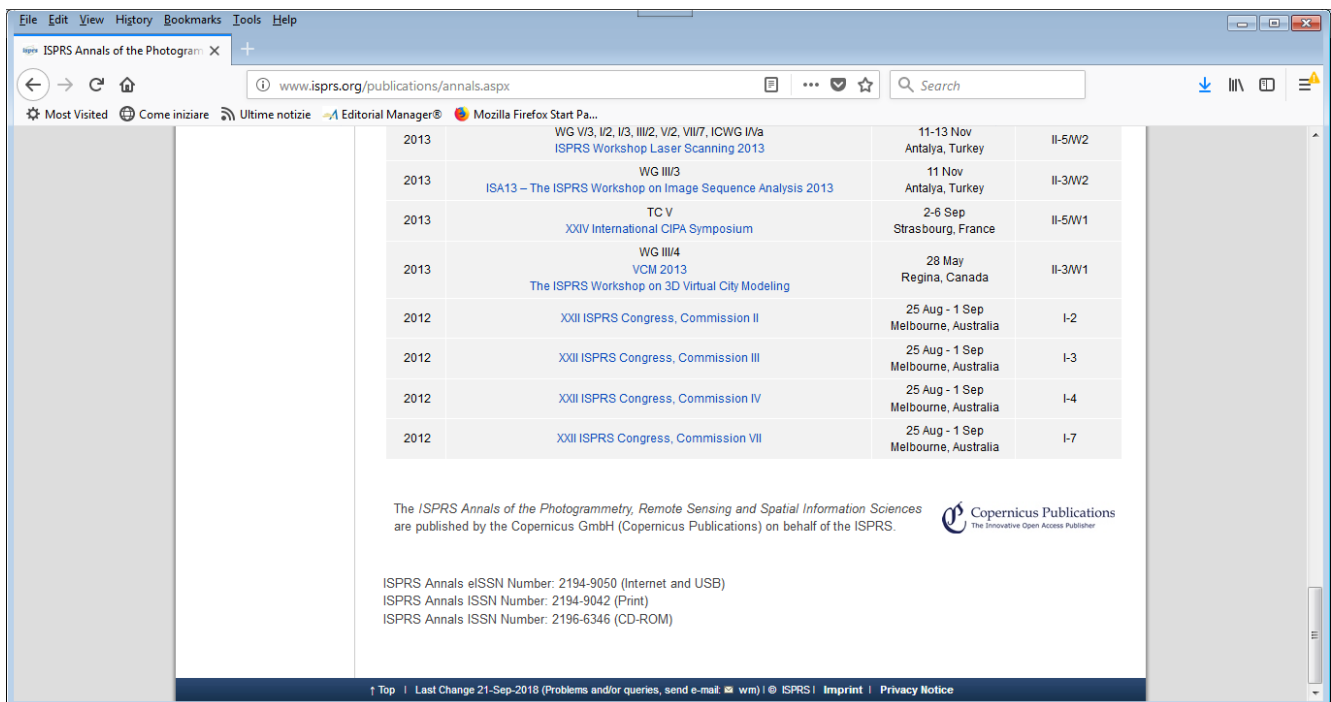 File Edit View History Bookmarks Tools Help
ISPRS Annals of the Photogram
www.isprs.org/publications/annals.aspx
Search
Most Visited Come iniziare Ultime notizie Editorial Manager® Mozilla Firefox Start Pa...
WG V/3, I/2, I/3, III/2, V/2, VII/7, ICWG I/Va 11-13 Nov
2013 ISPRS Workshop Laser Scanning 2013 Antalya, Turkey II-5/W2
WG III/3 11 Nov
2013 ISA13 – The ISPRS Workshop on Image Sequence Analysis 2013 Antalya, Turkey II-3/W2
TC V 2-6 Sep
2013 XXIV International CIPA Symposium Strasbourg, France II-5/W1
WG III/4
2013 VCM 2013 28 May II-3/W1
The ISPRS Workshop on 3D Virtual City Modeling Regina, Canada
2012 XXII ISPRS Congress, Commission II 25 Aug - 1 Sep I-2
Melbourne, Australia
2012 XXII ISPRS Congress, Commission III 25 Aug - 1 Sep I-3
Melbourne, Australia
2012 XXII ISPRS Congress, Commission IV 25 Aug - 1 Sep I-4
Melbourne, Australia
2012 XXII ISPRS Congress, Commission VII 25 Aug - 1 Sep I-7
Melbourne, Australia
The ISPRS Annals of the Photogrammetry, Remote Sensing and Spatial Information Sciences
are published by the Copernicus GmbH (Copernicus Publications) on behalf of the ISPRS.
Copernicus Publications
The Innovative Open Access Publisher
ISPRS Annals eISSN Number: 2194-9050 (Internet and USB)
ISPRS Annals ISSN Number: 2194-9042 (Print)
ISPRS Annals ISSN Number: 2196-6346 (CD-ROM)
↑ Top | Last Change 21-Sep-2018 (Problems and/or queries, send e-mail: wm) | © ISPRS | Imprint | Privacy Notice